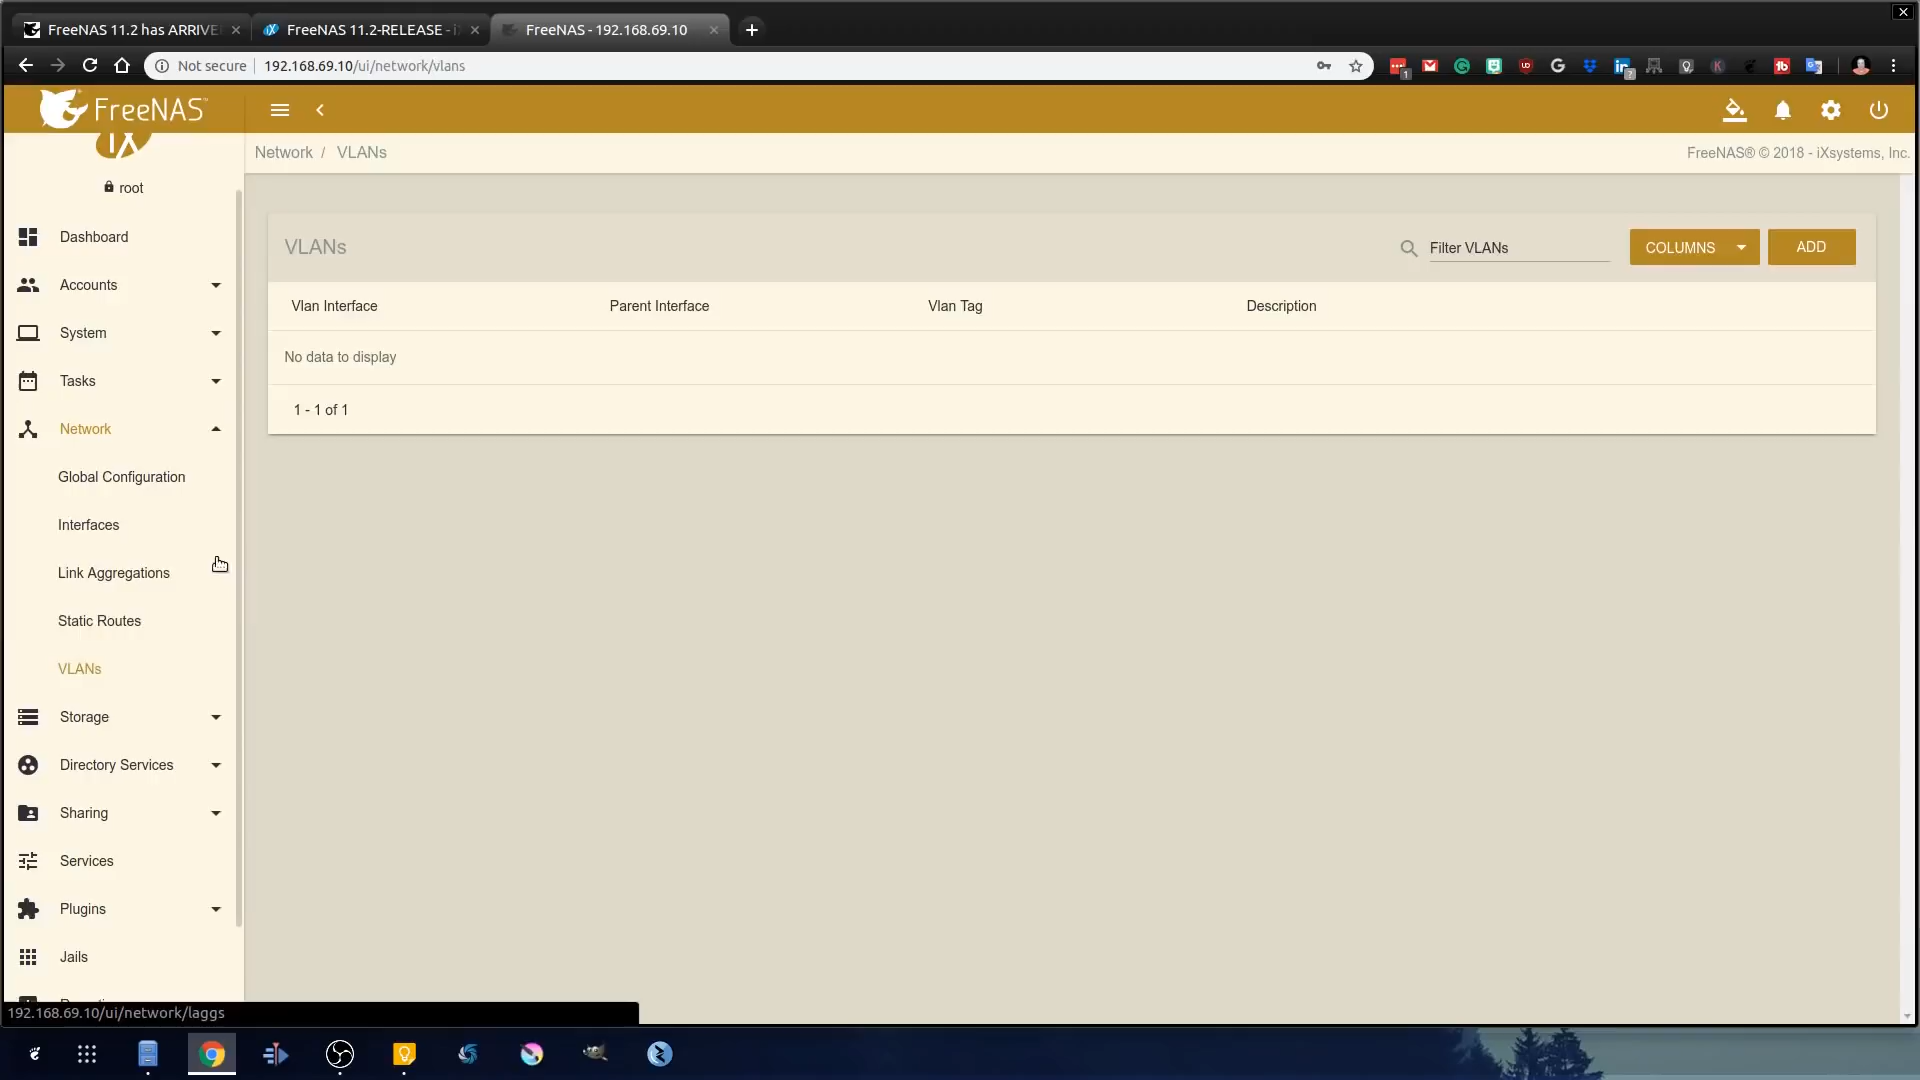 FreeNAS 11.2 has ARRIVE
FreeNAS 11.2-RELEASE - i
FreeNAS - 192.168.69.10
Not secure
192.168.69.10/ui/network/vlans
FreeNAS
Network / VLANs
FreeNAS® © 2018 - iXsystems, Inc.
root
Dashboard
Accounts
System
Tasks
Network
Global Configuration
Interfaces
Link Aggregations
Static Routes
VLANs
Storage
Directory Services
Sharing
Services
Plugins
Jails
VLANs
Filter VLANs
COLUMNS
ADD
Vlan Interface
Parent Interface
Vlan Tag
Description
No data to display
1 - 1 of 1
192.168.69.10/ui/network/laggs